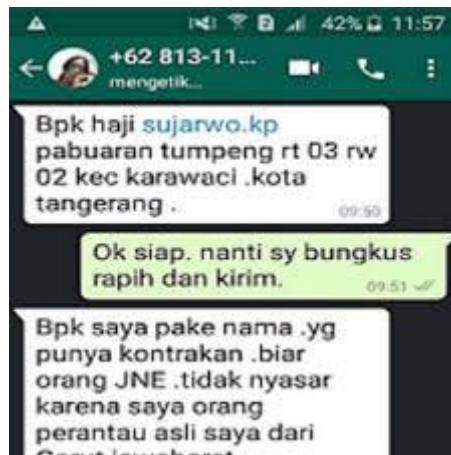 42% 11:57
+62 813-11...
mengetik...
Bpk haji sujarwo.kp
pabuaran tumpeng rt 03 rw
02 kec karawaci .kota
tangerang .
09:50
Ok siap. nanti sy bungkus
rapih dan kirim.
09:51
Bpk saya pake nama .yg
punya kontrakan .biar
orang JNE .tidak nyasar
karena saya orang
perantau asli saya dari